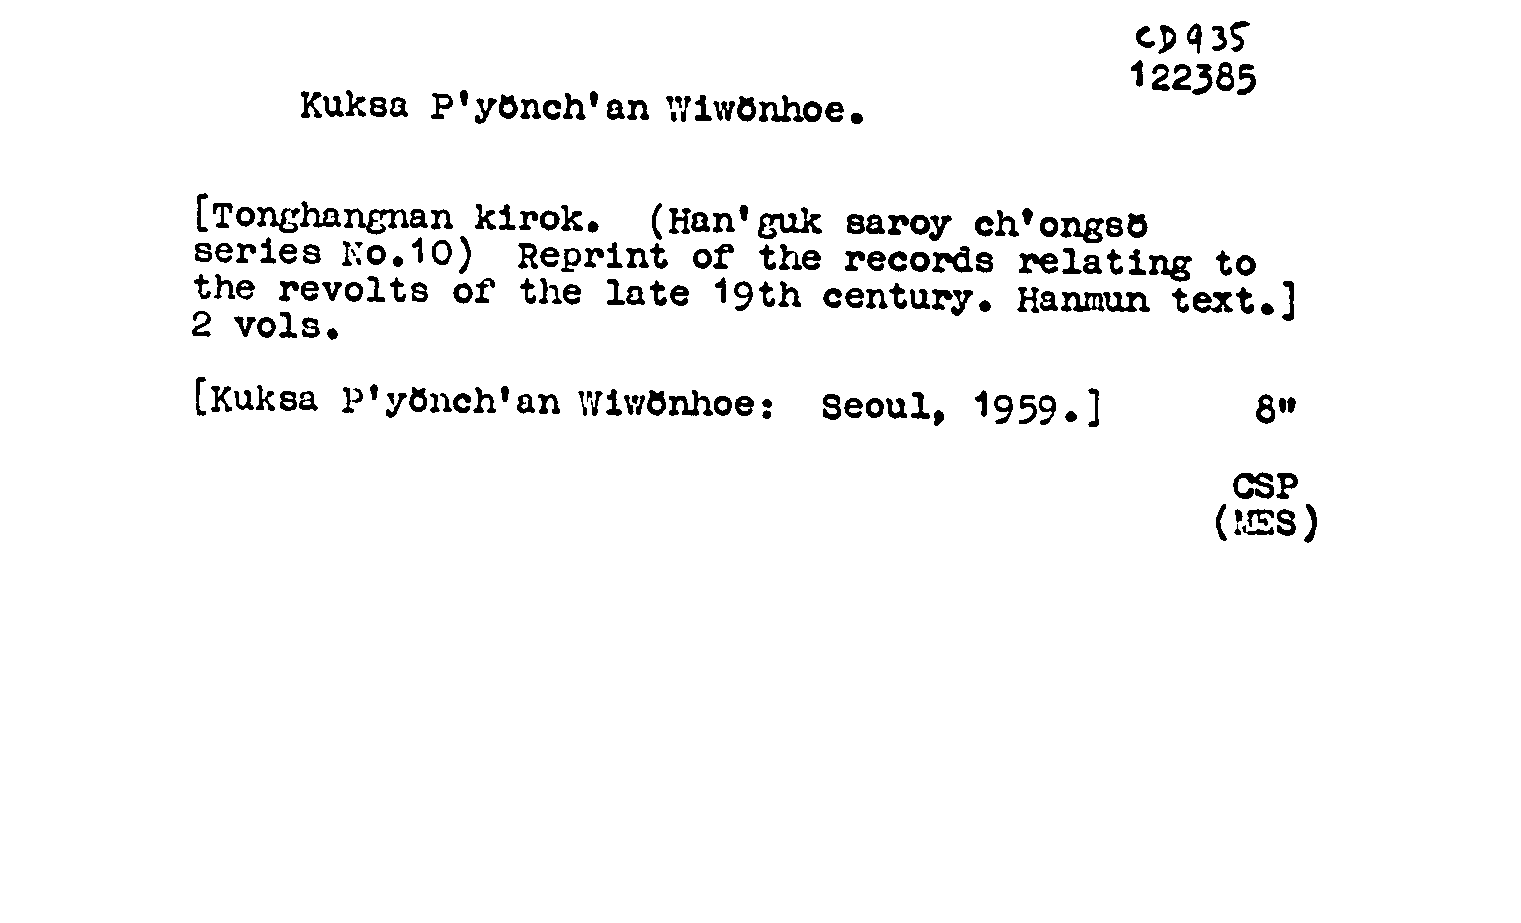 CD935
122385
Kuksa P'yŏnch'an Wiwŏnhoe.
[Tonghangnan kirok. (Han'guk saroy ch'ongsŏ
series No.10) Reprint of the records relating to
the revolts of the late 19th century. Hanmun text.]
2 vols.
[Kuksa P'yŏnch'an Wiwŏnhoe: Seoul, 1959.] 8"
CSP
(MES)